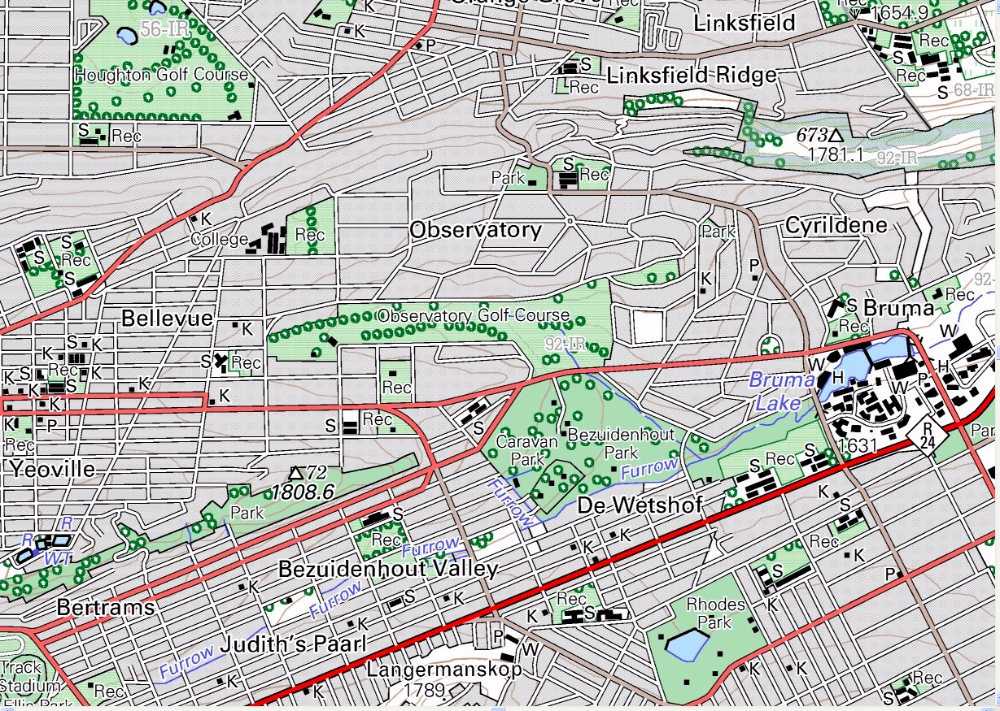 K
56-IR
K
Linksfield
Rec
1654.9
Rec
P
S
S
Rec
Houghton Golf Course
Rec
Linksfield Ridge
S
68-IR
S
Rec
673
1781.1
92-IR
Park
S
Rec
K
College
Rec
Observatory
Park
Cyrildene
S
S
Rec
S
P
K
92-
Rec
Bellevue
K
Observatory Golf Course
S
Rec
Bruma
92-IR
W
S
K
K
S
Rec
W
H
H
K
S
K
K
Rec
S
K
K
Rec
Bruma
Lake
W
P
K
K
P
S
Rec
S
R
24
Rec
Caravan
Park
Bezuidenhout
Park
1631
Yeoville
72
1808.6
Furrow
S
Rec
S
Furrow
De Wetshof
K
S
Park
S
Rec
R
R
WT
Rec
Furrow
K
K
Rec
K
Bezuidenhout Valley
K
Furrow
S
K
S
P
K
Bertrams
Rec
S
K
Rhodes
Park
K
Judith's Paarl
P
W
Furrow
Langermanskop
1789
Track
Stadium
Ellis Park
Rec
K
K
K
K
Rec
S